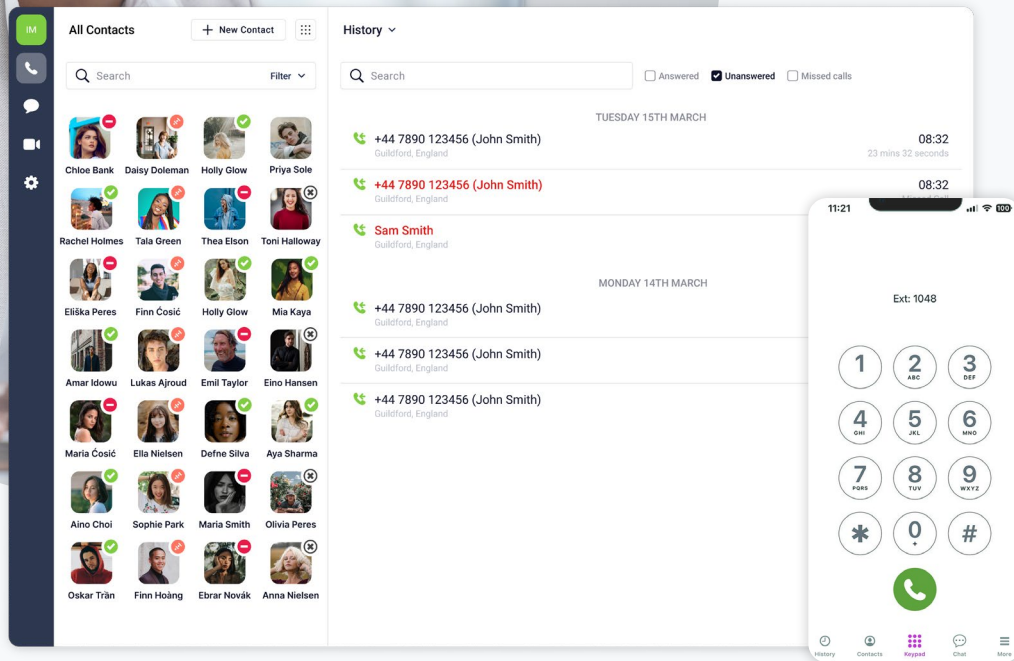 IM
All Contacts
+ New Contact
Search
Filter
Chloe Bank
Daisy Doleman
Holly Glow
Priya Sole
Rachel Holmes
Tala Green
Thea Elson
Toni Halloway
Eliška Peres
Finn Ćosić
Holly Glow
Mia Kaya
Amar Idowu
Lukas Ajroud
Emil Taylor
Eino Hansen
Maria Ćosić
Ella Nielsen
Defne Silva
Aya Sharma
Aino Choi
Sophie Park
Maria Smith
Olivia Peres
Oskar Trần
Finn Hoàng
Ebrar Novák
Anna Nielsen
History
Search
Answered
Unanswered
Missed calls
TUESDAY 15TH MARCH
+44 7890 123456 (John Smith)
08:32
Guildford, England
23 mins 32 seconds
+44 7890 123456 (John Smith)
08:32
Guildford, England
Sam Smith
Guildford, England
MONDAY 14TH MARCH
+44 7890 123456 (John Smith)
Guildford, England
+44 7890 123456 (John Smith)
Guildford, England
+44 7890 123456 (John Smith)
Guildford, England
11:21
100
Ext: 1048
1
2
ABC
3
DEF
4
GHI
5
JKL
6
MNO
7
PQRS
8
TUV
9
WXYZ
*
0
+
#
History
Contacts
Keypad
Chat
More